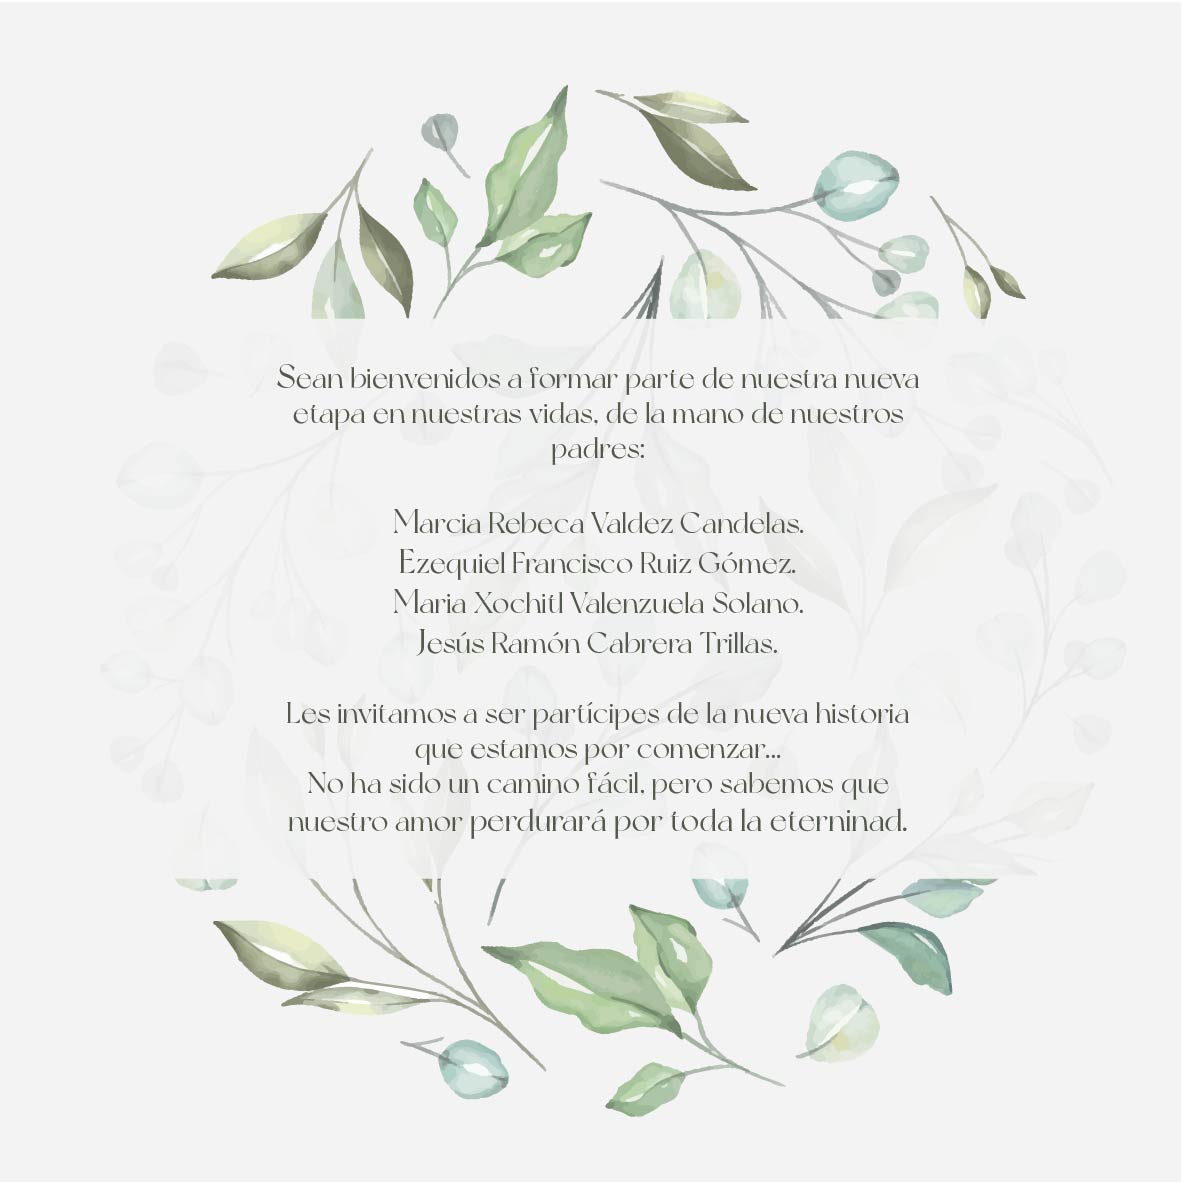 Sean bienvenidos a formar parte de nuestra nueva
etapa en nuestras vidas, de la mano de nuestros
padres:
Marcia Rebeca Valdez Candelas.
Ezequiel Francisco Ruiz Gómez.
Maria Xochitl Valenzuela Solano.
Jesús Ramón Cabrera Trillas.
Les invitamos a ser partícipes de la nueva historia
que estamos por comenzar...
No ha sido un camino fácil, pero sabemos que
nuestro amor perdurará por toda la eterninad.